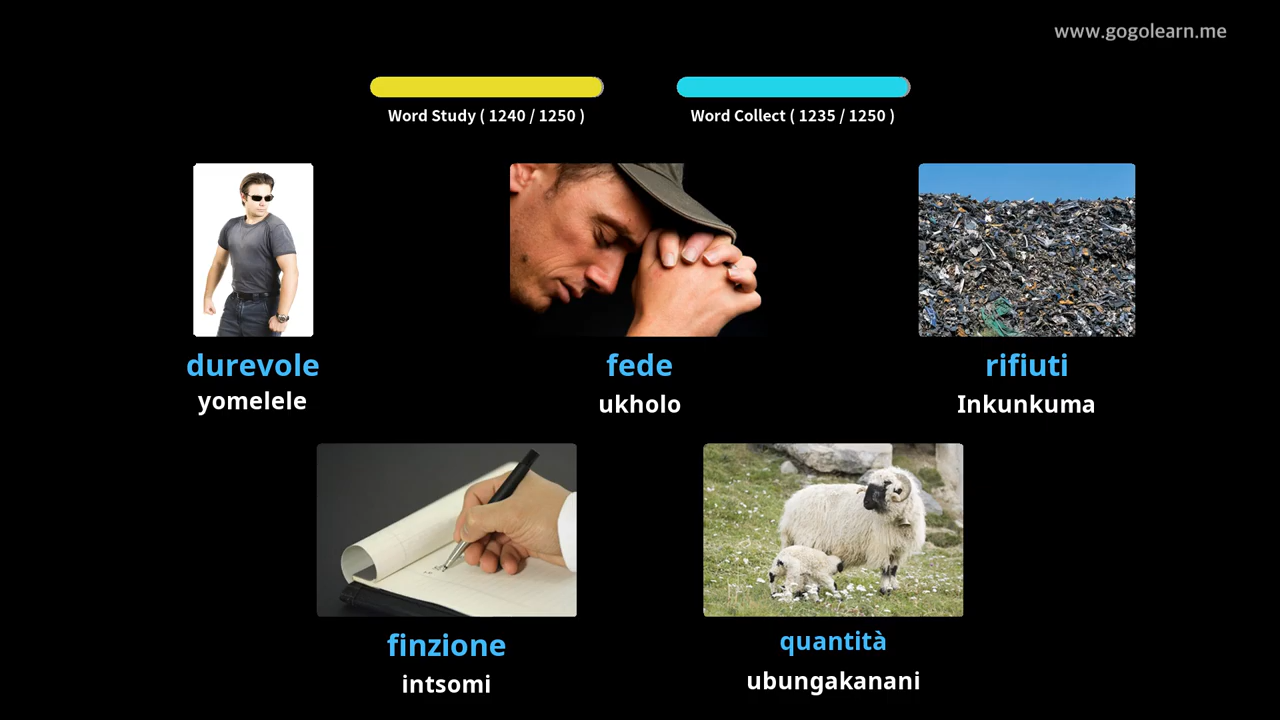 www.gogolearn.me
Word Study ( 1240 / 1250 )
Word Collect ( 1235 / 1250 )
durevole
yomelele
fede
ukholo
rifiuti
Inkunkuma
finzione
intsomi
quantità
ubungakanani